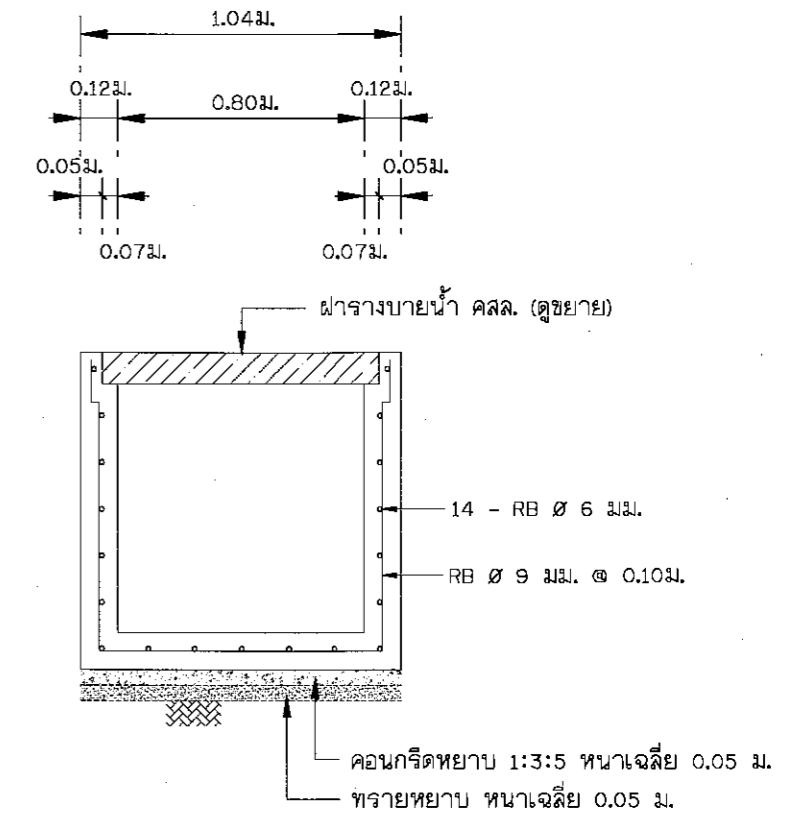 1.04ม.
0.12ม. 0.80ม. 0.12ม.
0.05ม. 0.05ม.
0.07ม. 0.07ม.
ฝารางบายน้ำ คสล. (ดูขยาย)
14 - RB Ø 6 มม.
RB Ø 9 มม. @ 0.10ม.
คอนกรีตหยาบ 1:3:5 หนาเฉลี่ย 0.05 ม.
ทรายหยาบ หนาเฉลี่ย 0.05 ม.